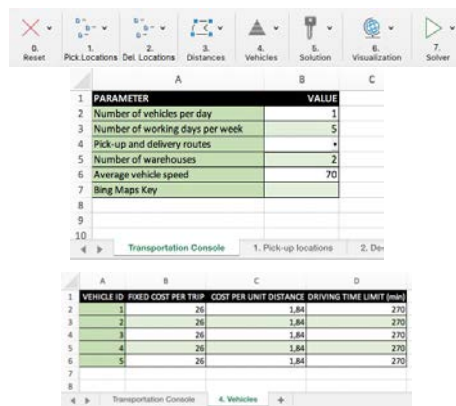 0. Reset
1. Pick.Locations
2. Del. Locations
3. Distances
4. Vehicles
5. Solution
6. Visualization
7. Solver
A B C
1 PARAMETER VALUE
2 Number of vehicles per day 1
3 Number of working days per week 5
4 Pick-up and delivery routes •
5 Number of warehouses 2
6 Average vehicle speed 70
7 Bing Maps Key
8
9
10
Transportation Console 1. Pick-up locations 2. De
A B C D
1 VEHICLE ID FIXED COST PER TRIP COST PER UNIT DISTANCE DRIVING TIME LIMIT (min)
2 1 26 1,84 270
3 2 26 1,84 270
4 3 26 1,84 270
5 4 26 1,84 270
6 5 26 1,84 270
7
8
Transportation Console 4. Vehicles +